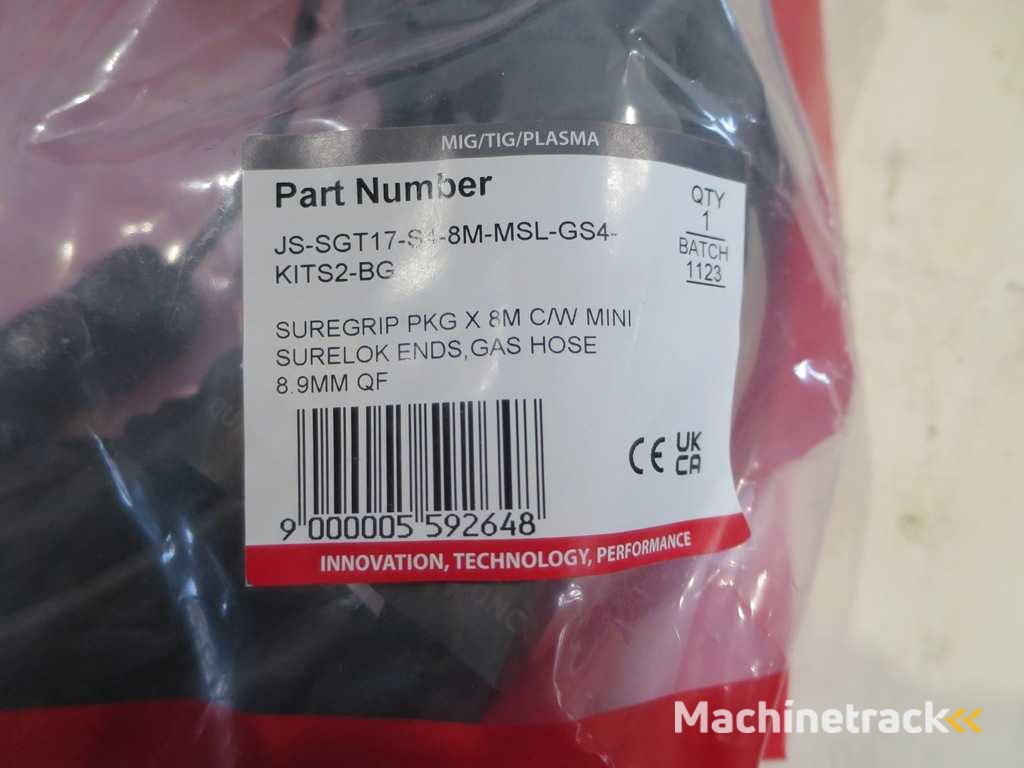 MIG/TIG/PLASMA
Part Number
QTY
1
BATCH
1123
JS-SGT17-S4-8M-MSL-GS4-
KITS2-BG
SUREGRIP PKG X 8M C/W MINI
SURELOK ENDS,GAS HOSE
8.9MM QF
CE UK
CA
9 000005 592648
INNOVATION, TECHNOLOGY, PERFORMANCE
Machinetrack